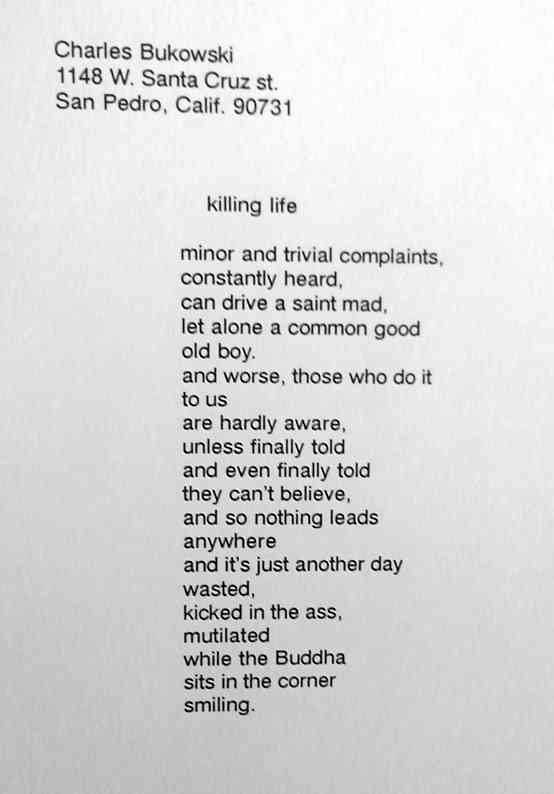 Charles Bukowski
1148 W. Santa Cruz st.
San Pedro, Calif. 90731
killing life
minor and trivial complaints,
constantly heard,
can drive a saint mad,
let alone a common good
old boy.
and worse, those who do it
to us
are hardly aware,
unless finally told
and even finally told
they can't believe,
and so nothing leads
anywhere
and it's just another day
wasted,
kicked in the ass,
mutilated
while the Buddha
sits in the corner
smiling.